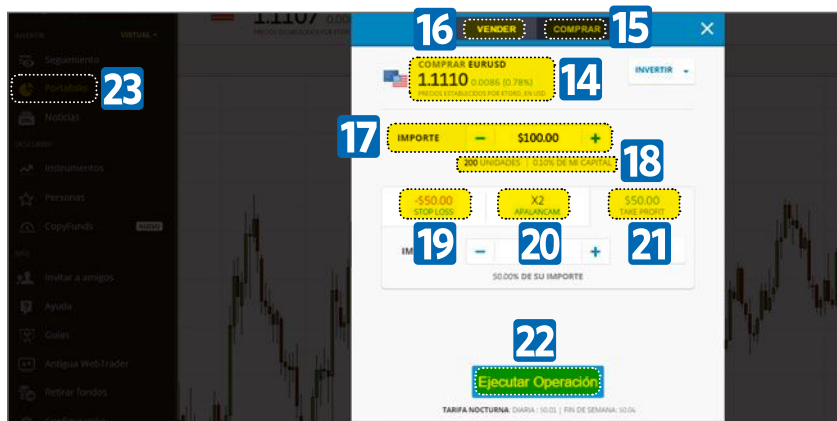 1.1107
INVERTIR VIRTUAL
Seguimiento
Portafolio
23
Noticias
DESCUBRIR
Instrumentos
Personas
CopyFunds NUEVO
MÁS
Invitar a amigos
Ayuda
Guías
Antigua WebTrader
Retirar fondos
Configuración
16 VENDER COMPRAR 15
COMPRAR EURUSD
1.1110 0.0086 (0.78%) 14
PRECIOS ESTABLECIDOS POR ETORO, EN USD
INVERTIR
17 IMPORTE - $100.00 +
200 UNIDADES | 0.10% DE MI CAPITAL 18
-$50.00 X2 $50.00
STOP LOSS APALANCAM. TAKE PROFIT
19 20 21
IM - +
50.00% DE SU IMPORTE
22
Ejecutar Operación
TARIFA NOCTURNA: DIARIA : $0.01 | FIN DE SEMANA: $0.04